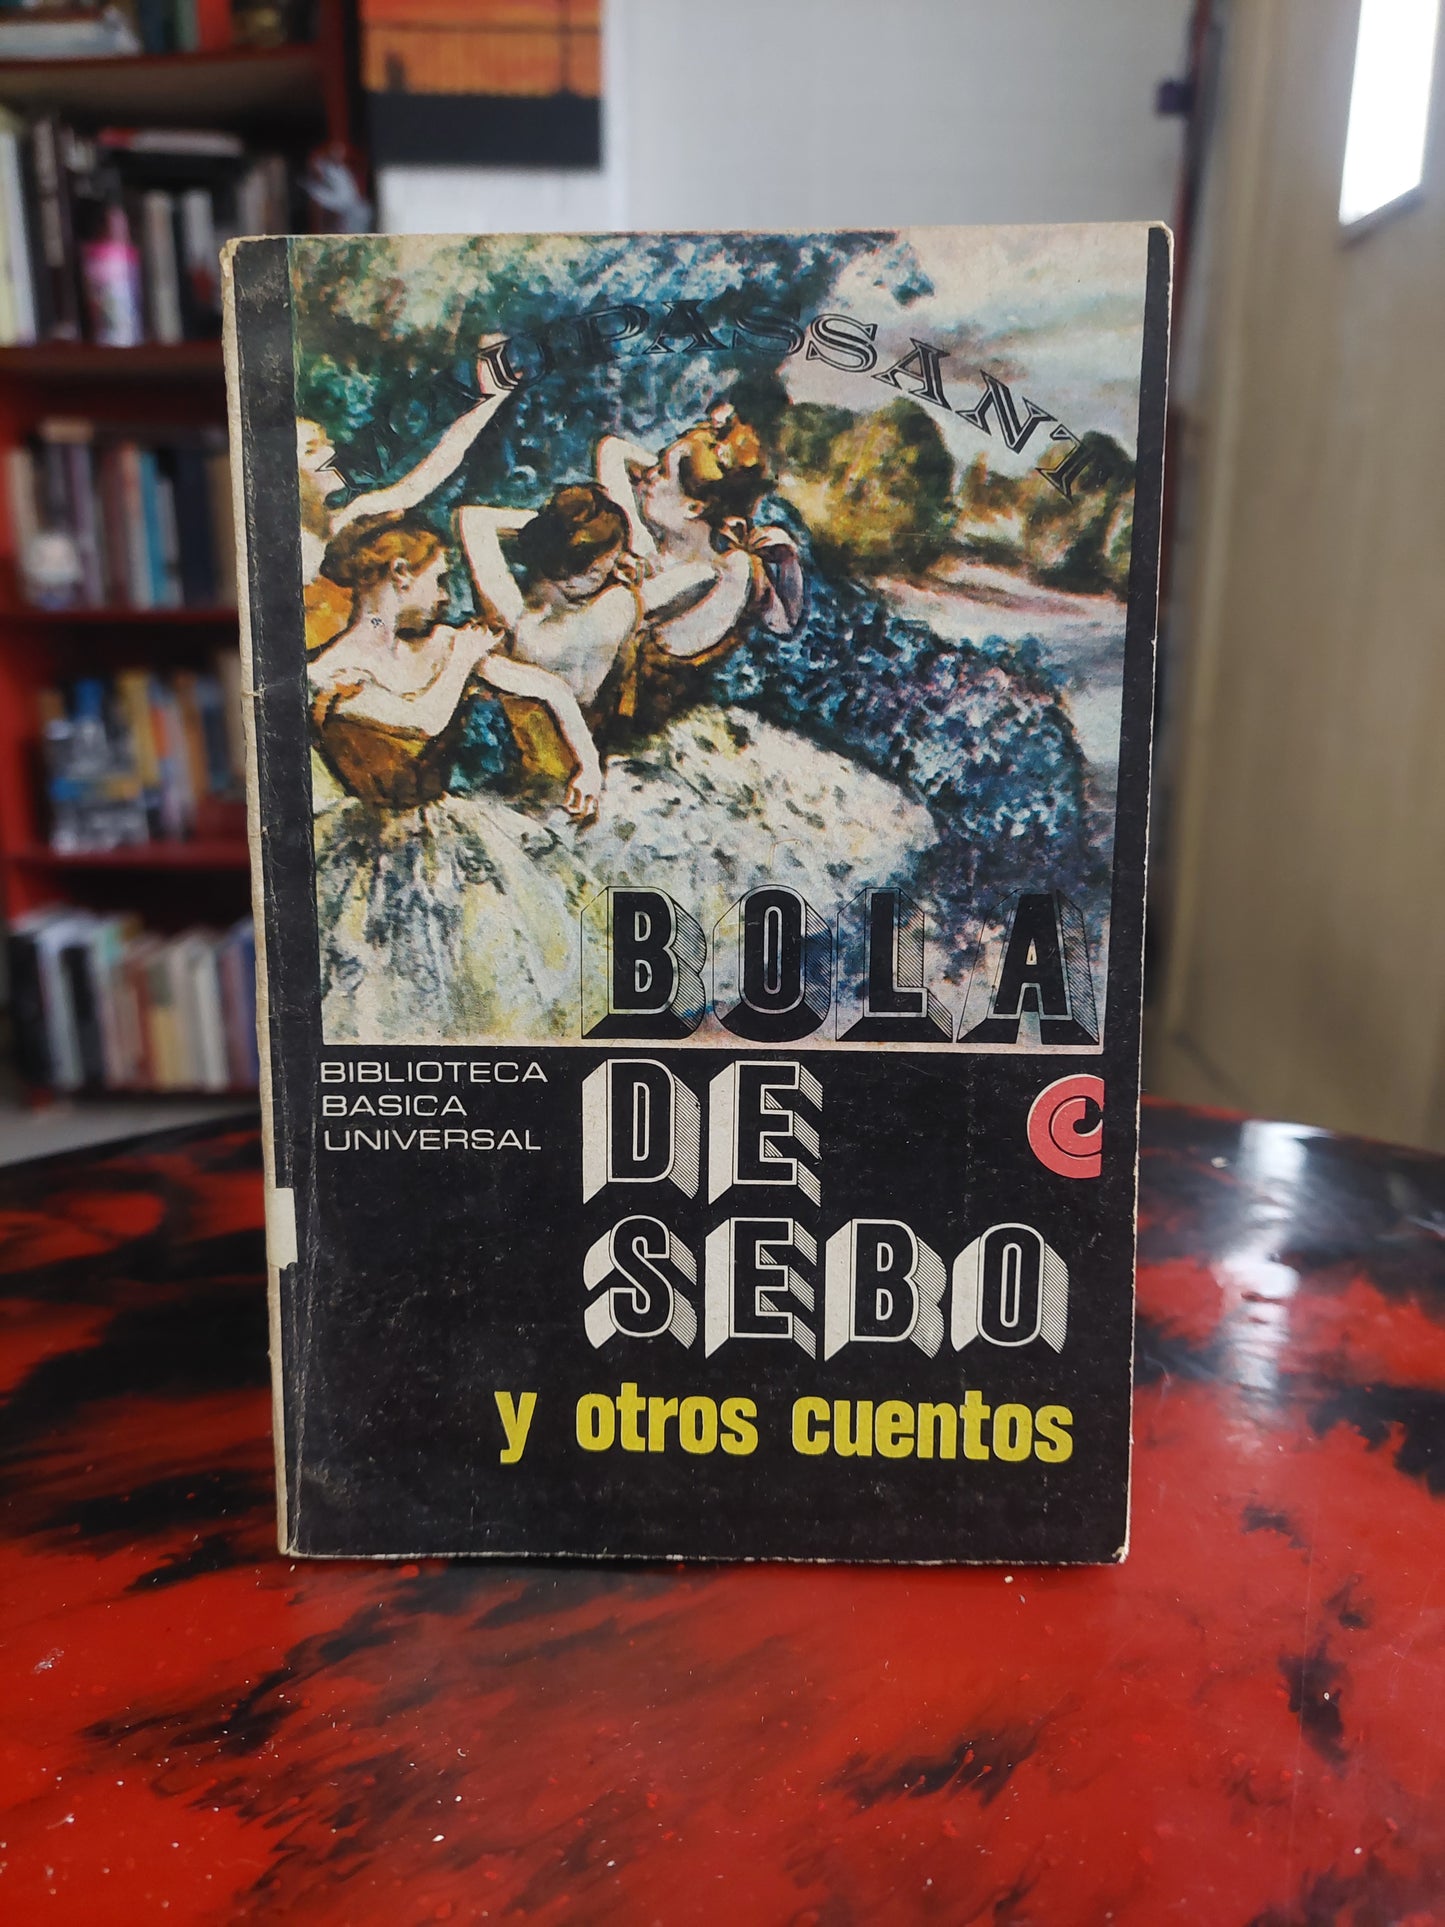 MAUPASSANT
BOLA
BIBLIOTECA
BASICA
UNIVERSAL
DE
SEBO
y otros cuentos